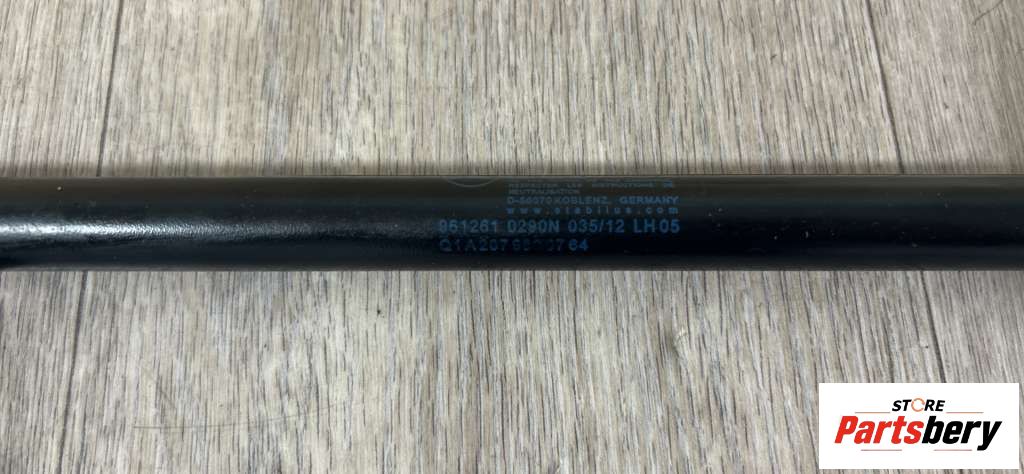 RESPECTER LES INSTRUCTIONS DE
NEUTRALISATION
D-56070 KOBLENZ, GERMANY
www.stabilus.com
961261 0290N 035/12 LH05
STORE
Partsbery